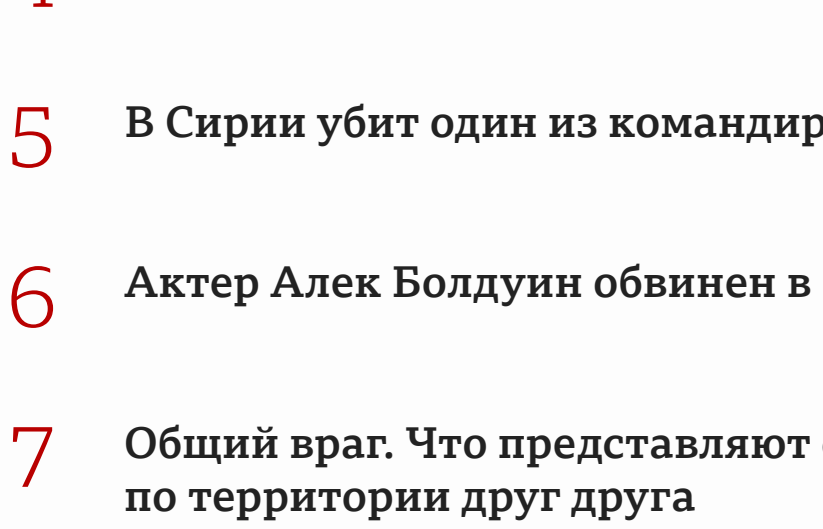 5
В Сирии убит один из командир
6
Актер Алек Болдуин обвинен в
7
Общий враг. Что представляют
по территории друг друга